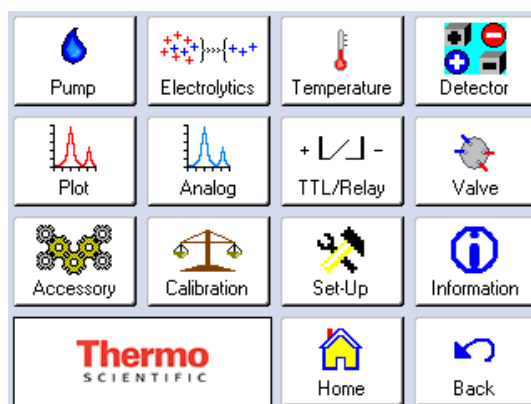 Pump
Electrolytics
Temperature
Detector
Plot
Analog
TTL/Relay
Valve
Accessory
Calibration
Set-Up
Information
Thermo
SCIENTIFIC
Home
Back